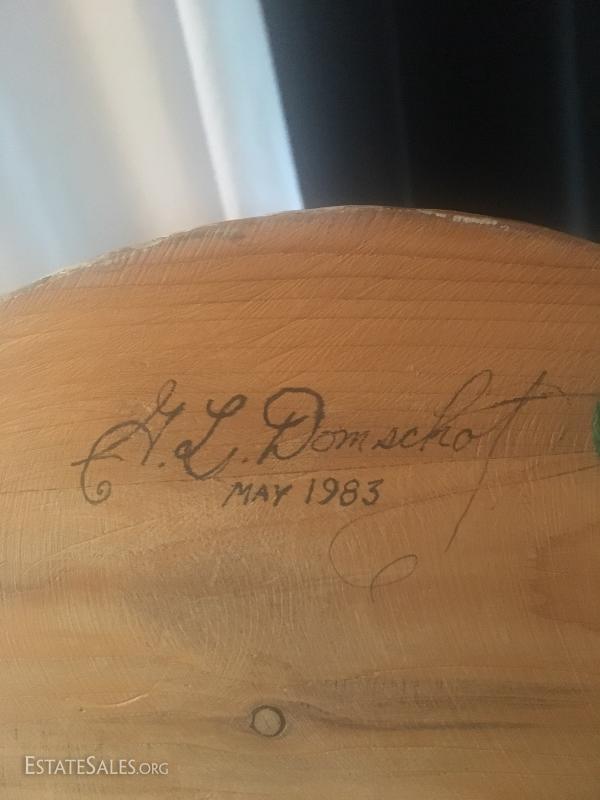 G. L. Domschot
MAY 1983
ESTATESALES.ORG